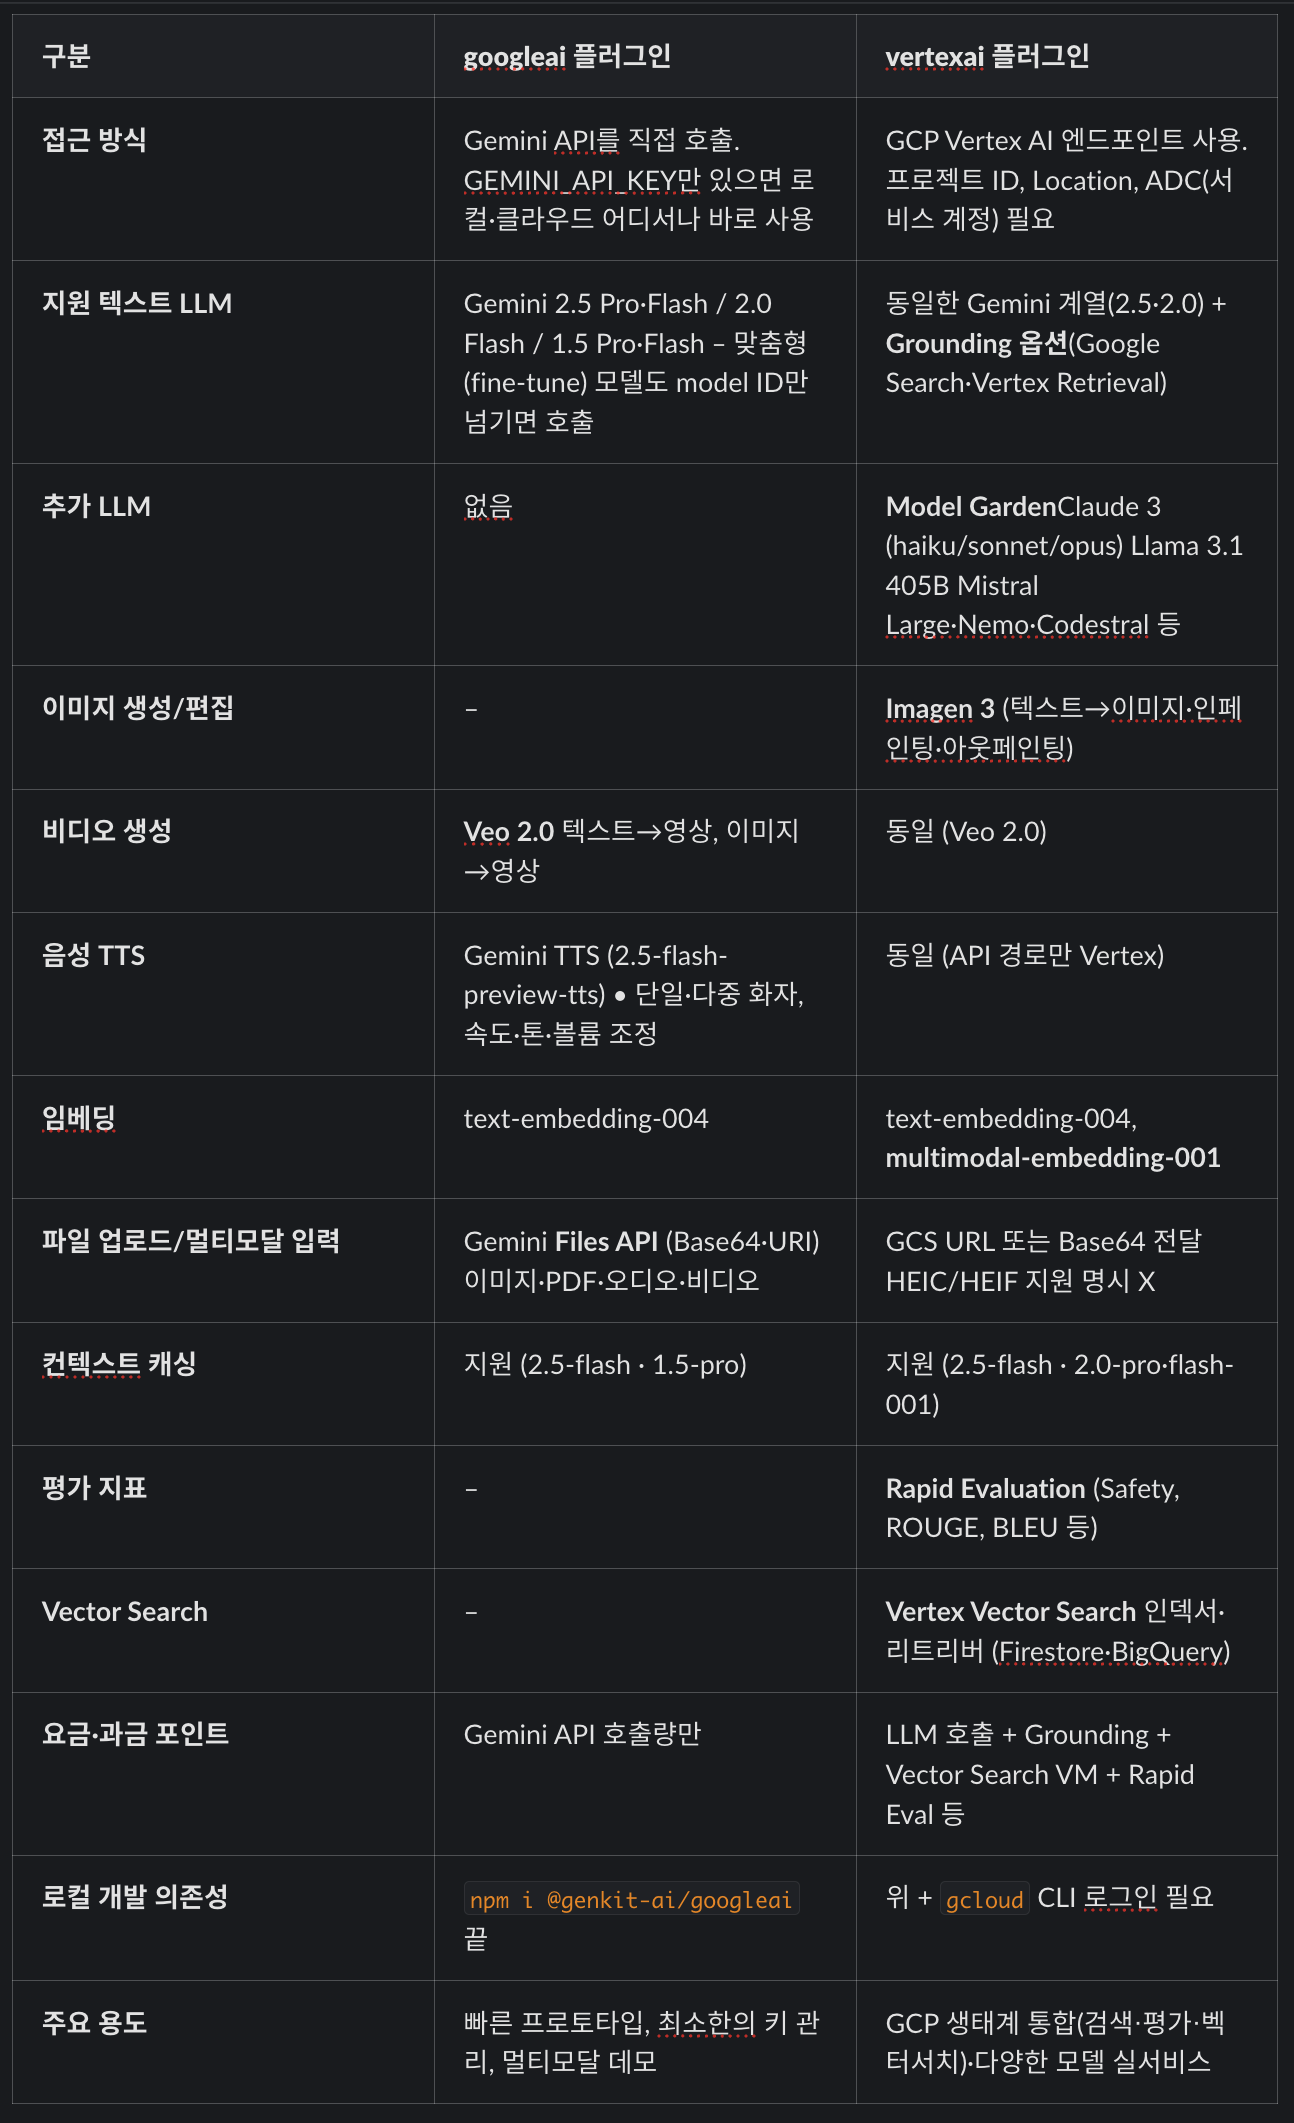 구분
googleai 플러그인
vertexai 플러그인
접근 방식
Gemini API를 직접 호출.
GEMINI_API_KEY만 있으면 로
컬·클라우드 어디서나 바로 사용
GCP Vertex AI 엔드포인트 사용.
프로젝트 ID, Location, ADC(서
비스 계정) 필요
지원 텍스트 LLM
Gemini 2.5 Pro·Flash / 2.0
Flash / 1.5 Pro·Flash – 맞춤형
(fine-tune) 모델도 model ID만
넘기면 호출
동일한 Gemini 계열(2.5·2.0) +
Grounding 옵션(Google
Search·Vertex Retrieval)
추가 LLM
없음
Model GardenClaude 3
(haiku/sonnet/opus) Llama 3.1
405B Mistral
Large·Nemo·Codestral 등
이미지 생성/편집
–
Imagen 3 (텍스트→이미지·인페
인팅·아웃페인팅)
비디오 생성
Veo 2.0 텍스트→영상, 이미지
→영상
동일 (Veo 2.0)
음성 TTS
Gemini TTS (2.5-flash-
preview-tts) • 단일·다중 화자,
속도·톤·볼륨 조정
동일 (API 경로만 Vertex)
임베딩
text-embedding-004
text-embedding-004,
multimodal-embedding-001
파일 업로드/멀티모달 입력
Gemini Files API (Base64·URI)
이미지·PDF·오디오·비디오
GCS URL 또는 Base64 전달
HEIC/HEIF 지원 명시 X
컨텍스트 캐싱
지원 (2.5-flash · 1.5-pro)
지원 (2.5-flash · 2.0-pro·flash-
001)
평가 지표
–
Rapid Evaluation (Safety,
ROUGE, BLEU 등)
Vector Search
–
Vertex Vector Search 인덱서·
리트리버 (Firestore·BigQuery)
요금·과금 포인트
Gemini API 호출량만
LLM 호출 + Grounding +
Vector Search VM + Rapid
Eval 등
로컬 개발 의존성
npm i @genkit-ai/googleai
끝
위 + gcloud CLI 로그인 필요
주요 용도
빠른 프로토타입, 최소한의 키 관
리, 멀티모달 데모
GCP 생태계 통합(검색·평가·벡
터서치)·다양한 모델 실서비스